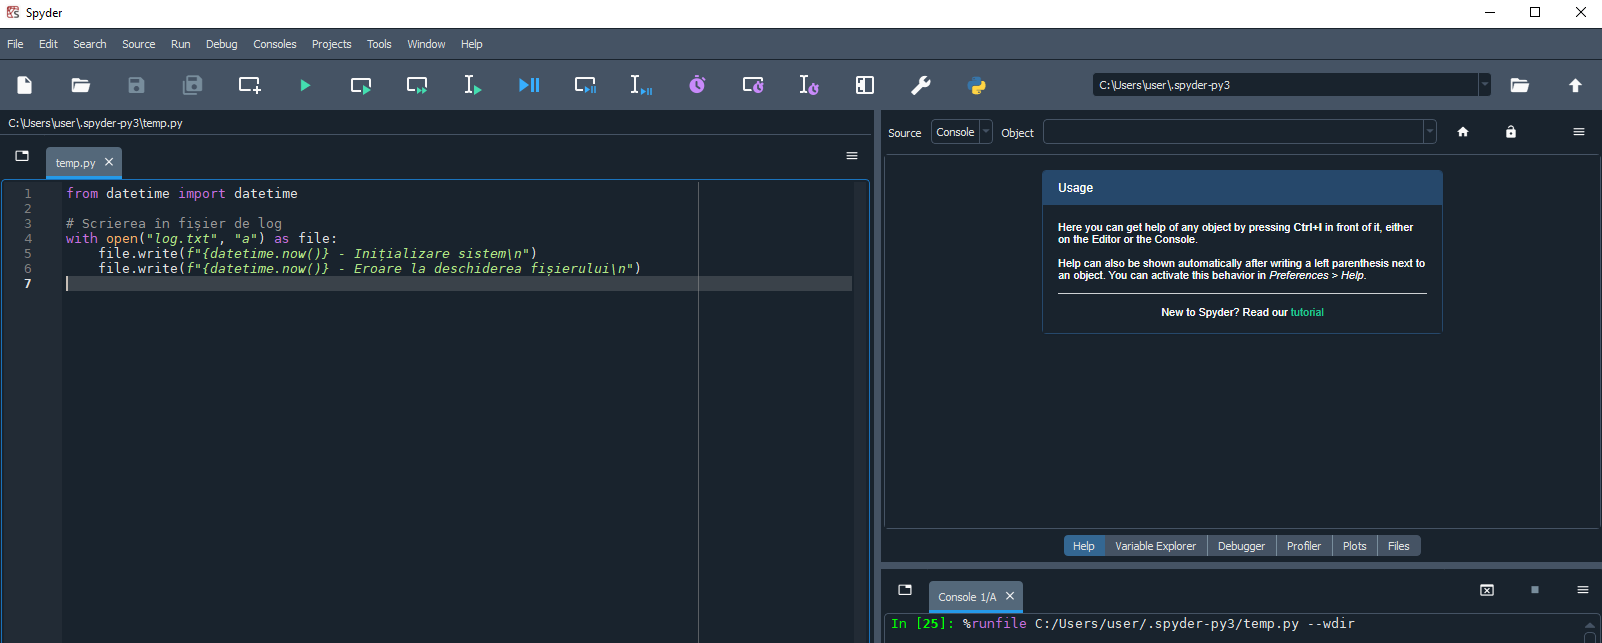 Spyder
File Edit Search Source Run Debug Consoles Projects Tools Window Help
C:\Users\user\.spyder-py3
C:\Users\user\.spyder-py3\temp.py
temp.py
1 from datetime import datetime
2
3 # Scrierea în fișier de log
4 with open("log.txt", "a") as file:
5     file.write(f"{datetime.now()} - Inițializare sistem\n")
6     file.write(f"{datetime.now()} - Eroare la deschiderea fișierului\n")
7
Source Console Object
Usage
Here you can get help of any object by pressing Ctrl+I in front of it, either
on the Editor or the Console.
Help can also be shown automatically after writing a left parenthesis next to
an object. You can activate this behavior in Preferences > Help.
New to Spyder? Read our tutorial
Help Variable Explorer Debugger Profiler Plots Files
Console 1/A
In [25]: %runfile C:/Users/user/.spyder-py3/temp.py --wdir